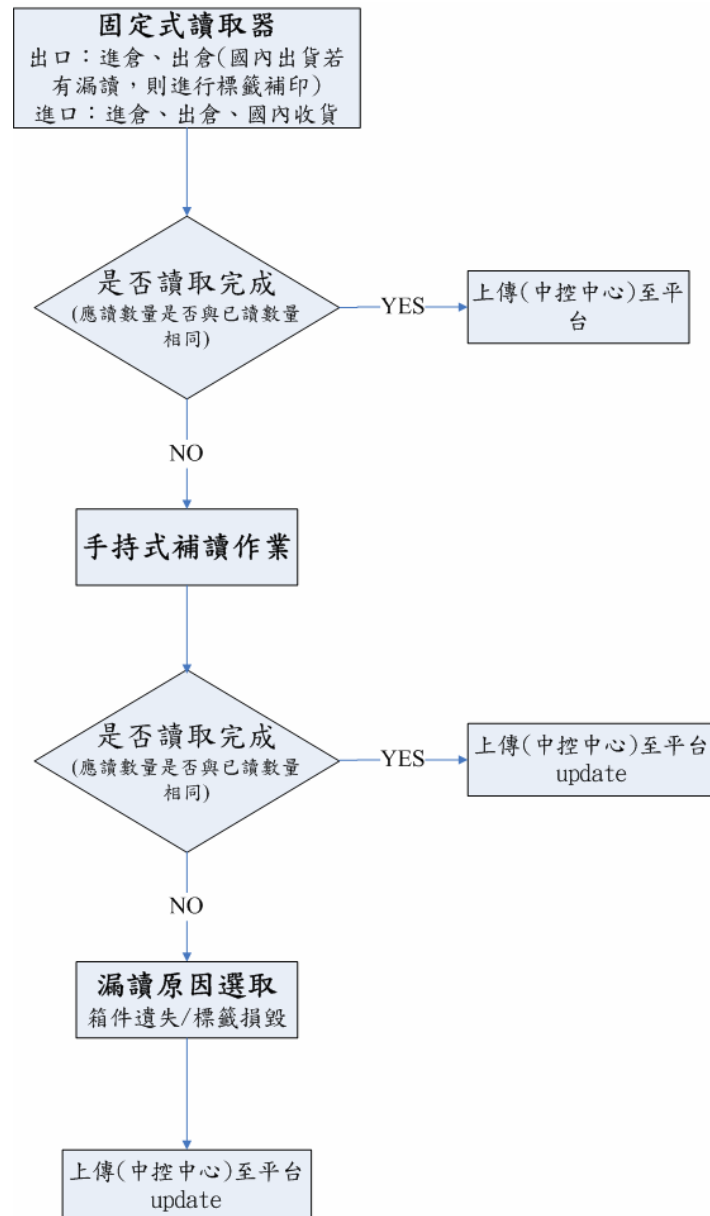 固定式讀取器
出口：進倉、出倉(國內出貨若
有漏讀，則進行標籤補印)
進口：進倉、出倉、國內收貨
是否讀取完成
(應讀數量是否與已讀數量
相同)
YES
上傳(中控中心)至平
台
NO
手持式補讀作業
是否讀取完成
(應讀數量是否與已讀數量
相同)
YES
上傳(中控中心)至平台
update
NO
漏讀原因選取
箱件遺失/標籤損毀
上傳(中控中心)至平台
update